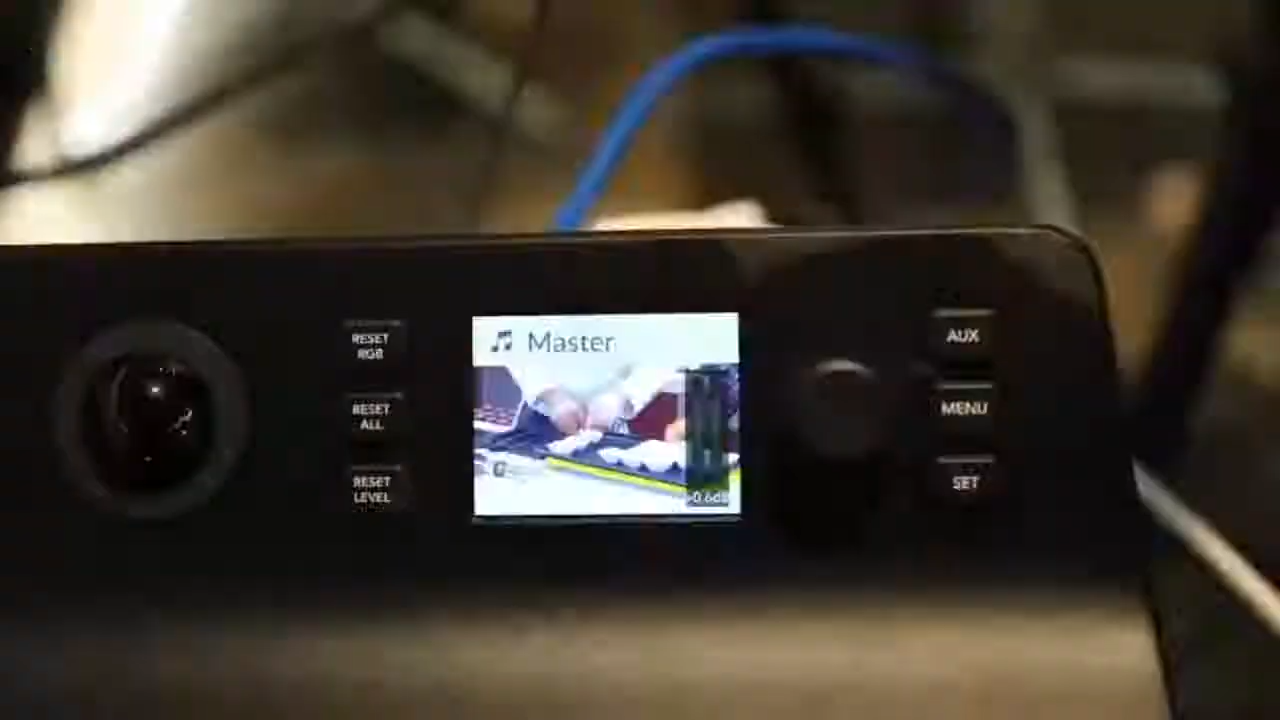 RESET
RGB
RESET
ALL
RESET
LEVEL
Master
AUX
MENU
SET